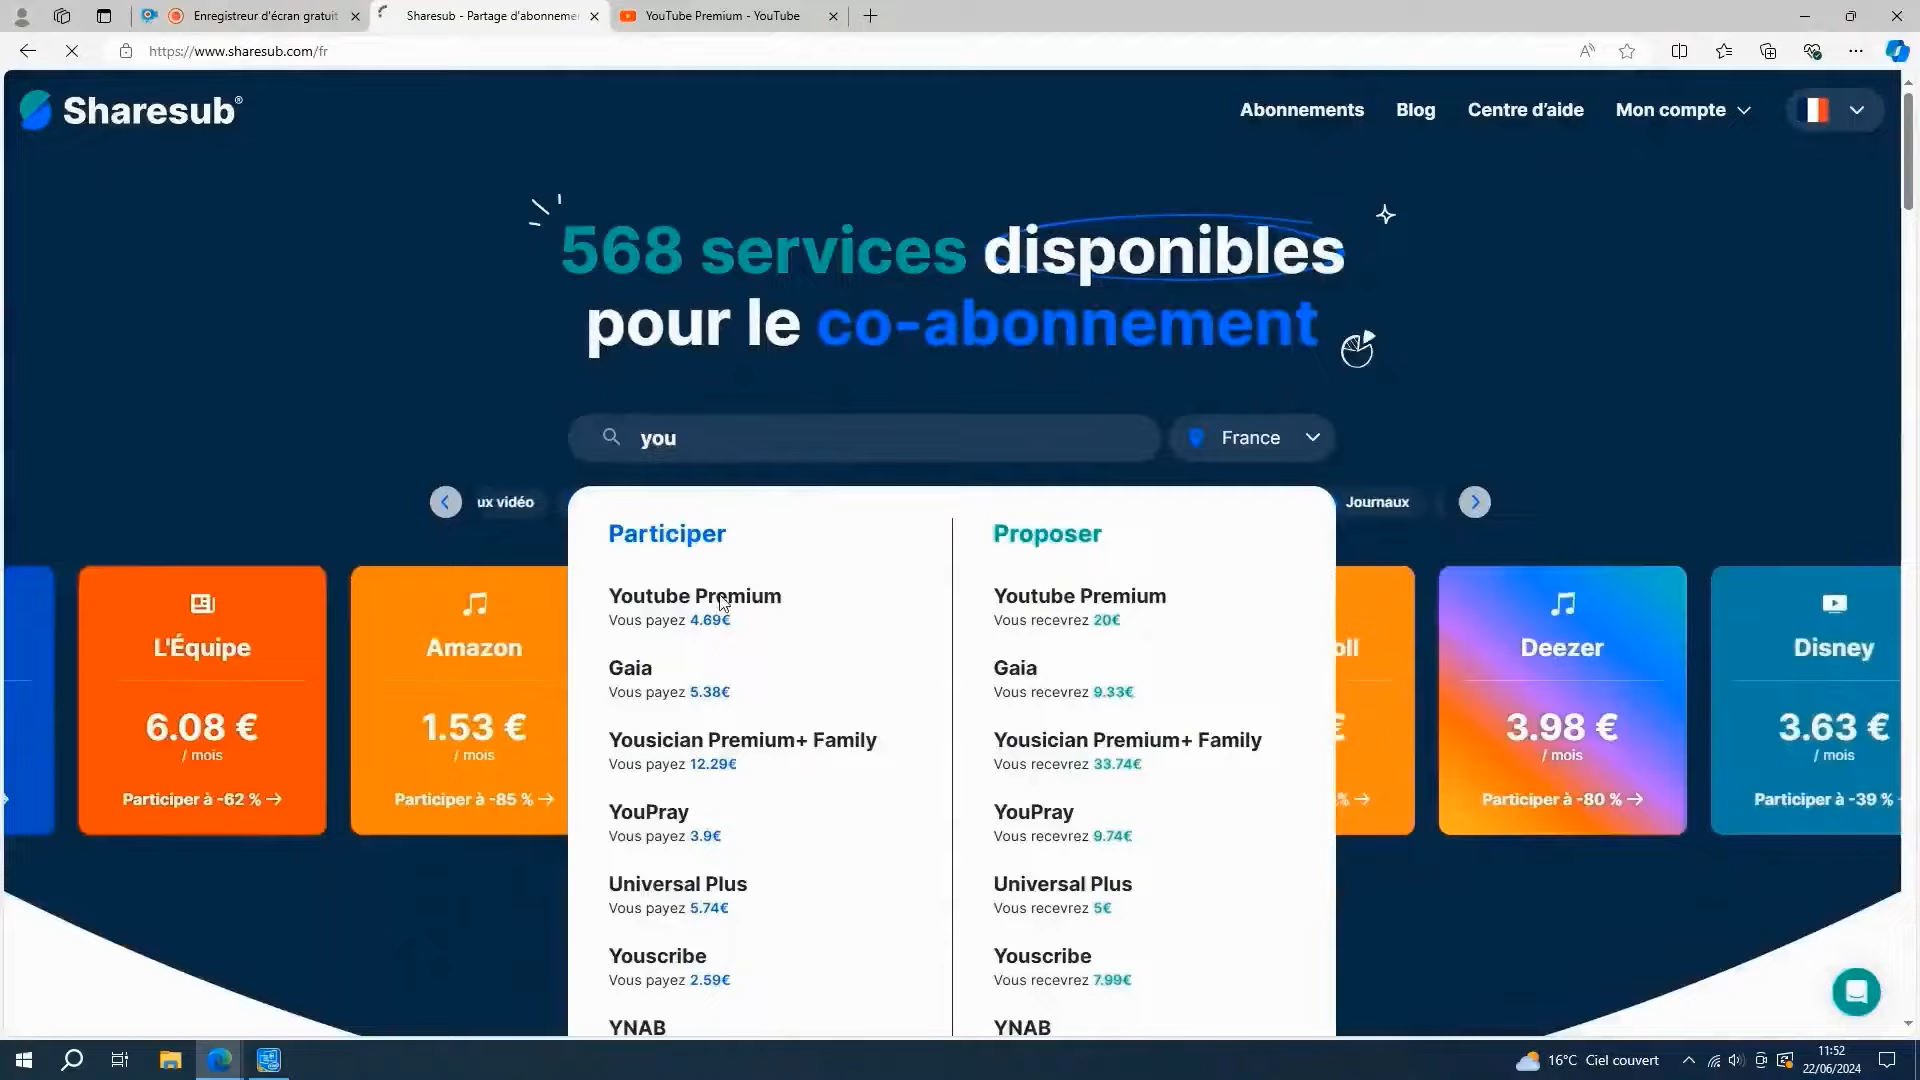 Enregistreur d'écran gratuit
Sharesub - Partage d'abonneme
YouTube Premium - YouTube
https://www.sharesub.com/fr
Sharesub®
Abonnements
Blog
Centre d'aide
Mon compte
568 services disponibles
pour le co-abonnement
you
France
ux vidéo
Journaux
Participer
Proposer
Youtube Premium
Vous payez 4.69€
Youtube Premium
Vous recevrez 20€
Gaia
Vous payez 5.38€
Gaia
Vous recevrez 9.33€
Yousician Premium+ Family
Vous payez 12.29€
Yousician Premium+ Family
Vous recevrez 33.74€
YouPray
Vous payez 3.9€
YouPray
Vous recevrez 9.74€
Universal Plus
Vous payez 5.74€
Universal Plus
Vous recevrez 5€
Youscribe
Vous payez 2.59€
Youscribe
Vous recevrez 7.99€
YNAB
YNAB
L'Équipe
6.08 €
/ mois
Participer à -62 %
Amazon
1.53 €
/ mois
Participer à -85 %
oll
€
%
Deezer
3.98 €
/ mois
Participer à -80 %
Disney
3.63 €
/ mois
Participer à -39 %
16°C Ciel couvert
11:52
22/06/2024